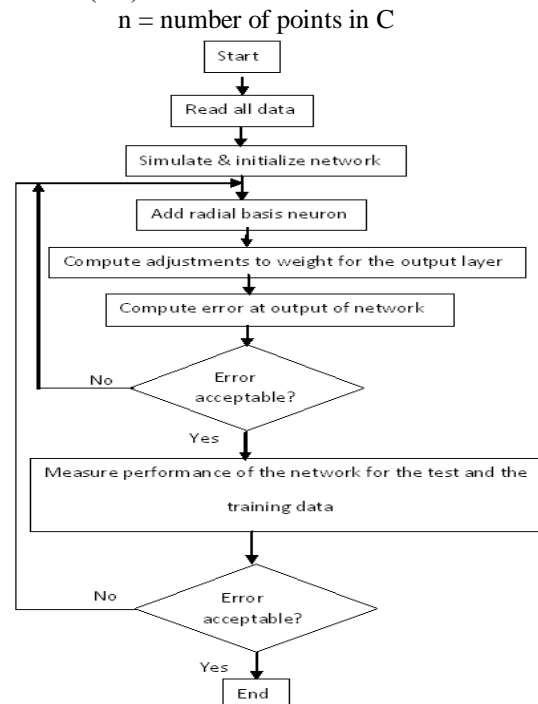 n = number of points in C
Start
Read all data
Simulate & initialize network
Add radial basis neuron
Compute adjustments to weight for the output layer
Compute error at output of network
No
Error
acceptable?
Yes
Measure performance of the network for the test and the
training data
No
Error
acceptable?
Yes
End